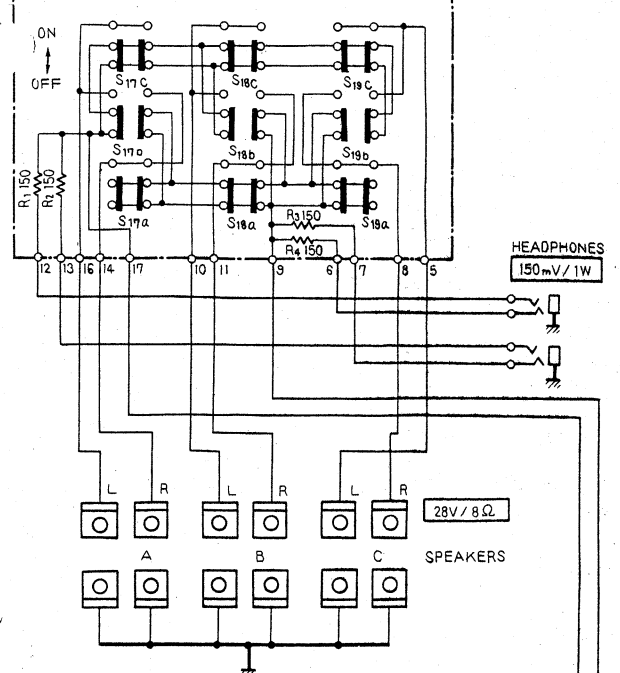 ON
OFF
S17c S18c S19c
S17b S18b S19b
R1 150 R2 150
S17a S18a S19a
R3 150
R4 150
12 13 16 14 17 10 11 9 6 7 8 5
HEADPHONES
150mV/1W
L R L R L R
28V/8Ω
A B C SPEAKERS